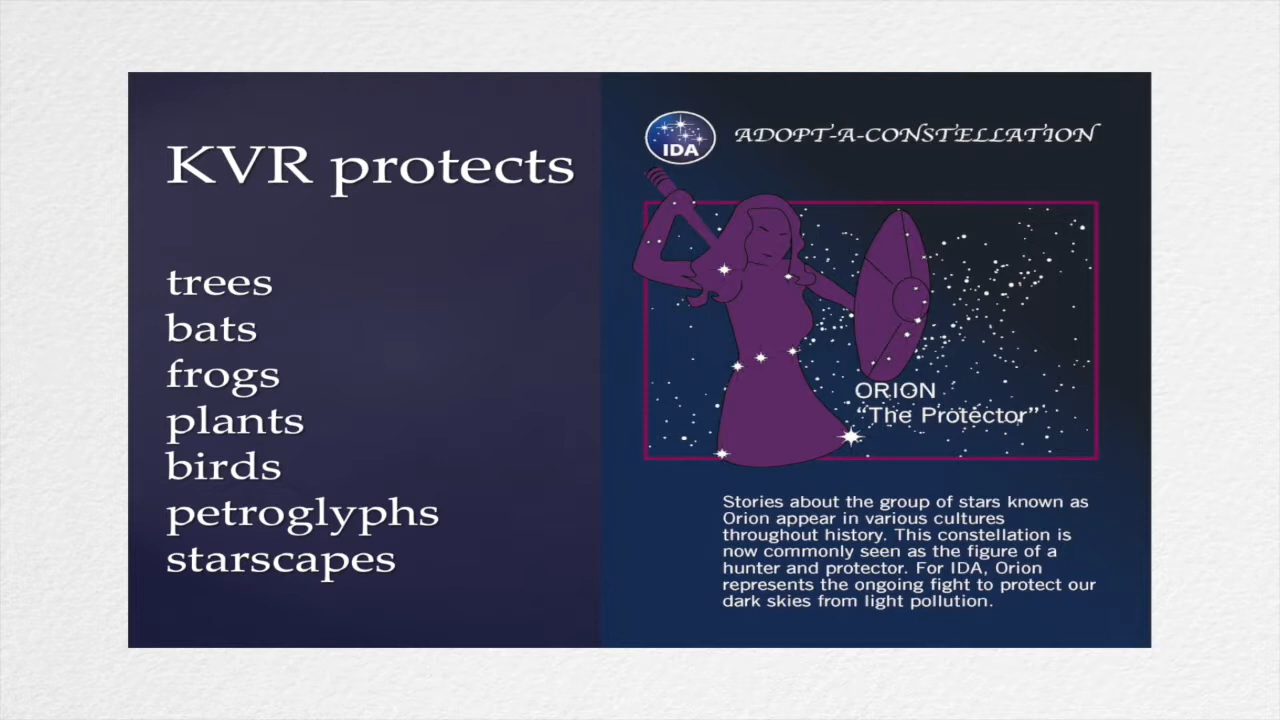 KVR protects
trees
bats
frogs
plants
birds
petroglyphs
starscapes
IDA
ADOPT-A-CONSTELLATION
ORION
“The Protector”
Stories about the group of stars known as
Orion appear in various cultures
throughout history. This constellation is
now commonly seen as the figure of a
hunter and protector. For IDA, Orion
represents the ongoing fight to protect our
dark skies from light pollution.